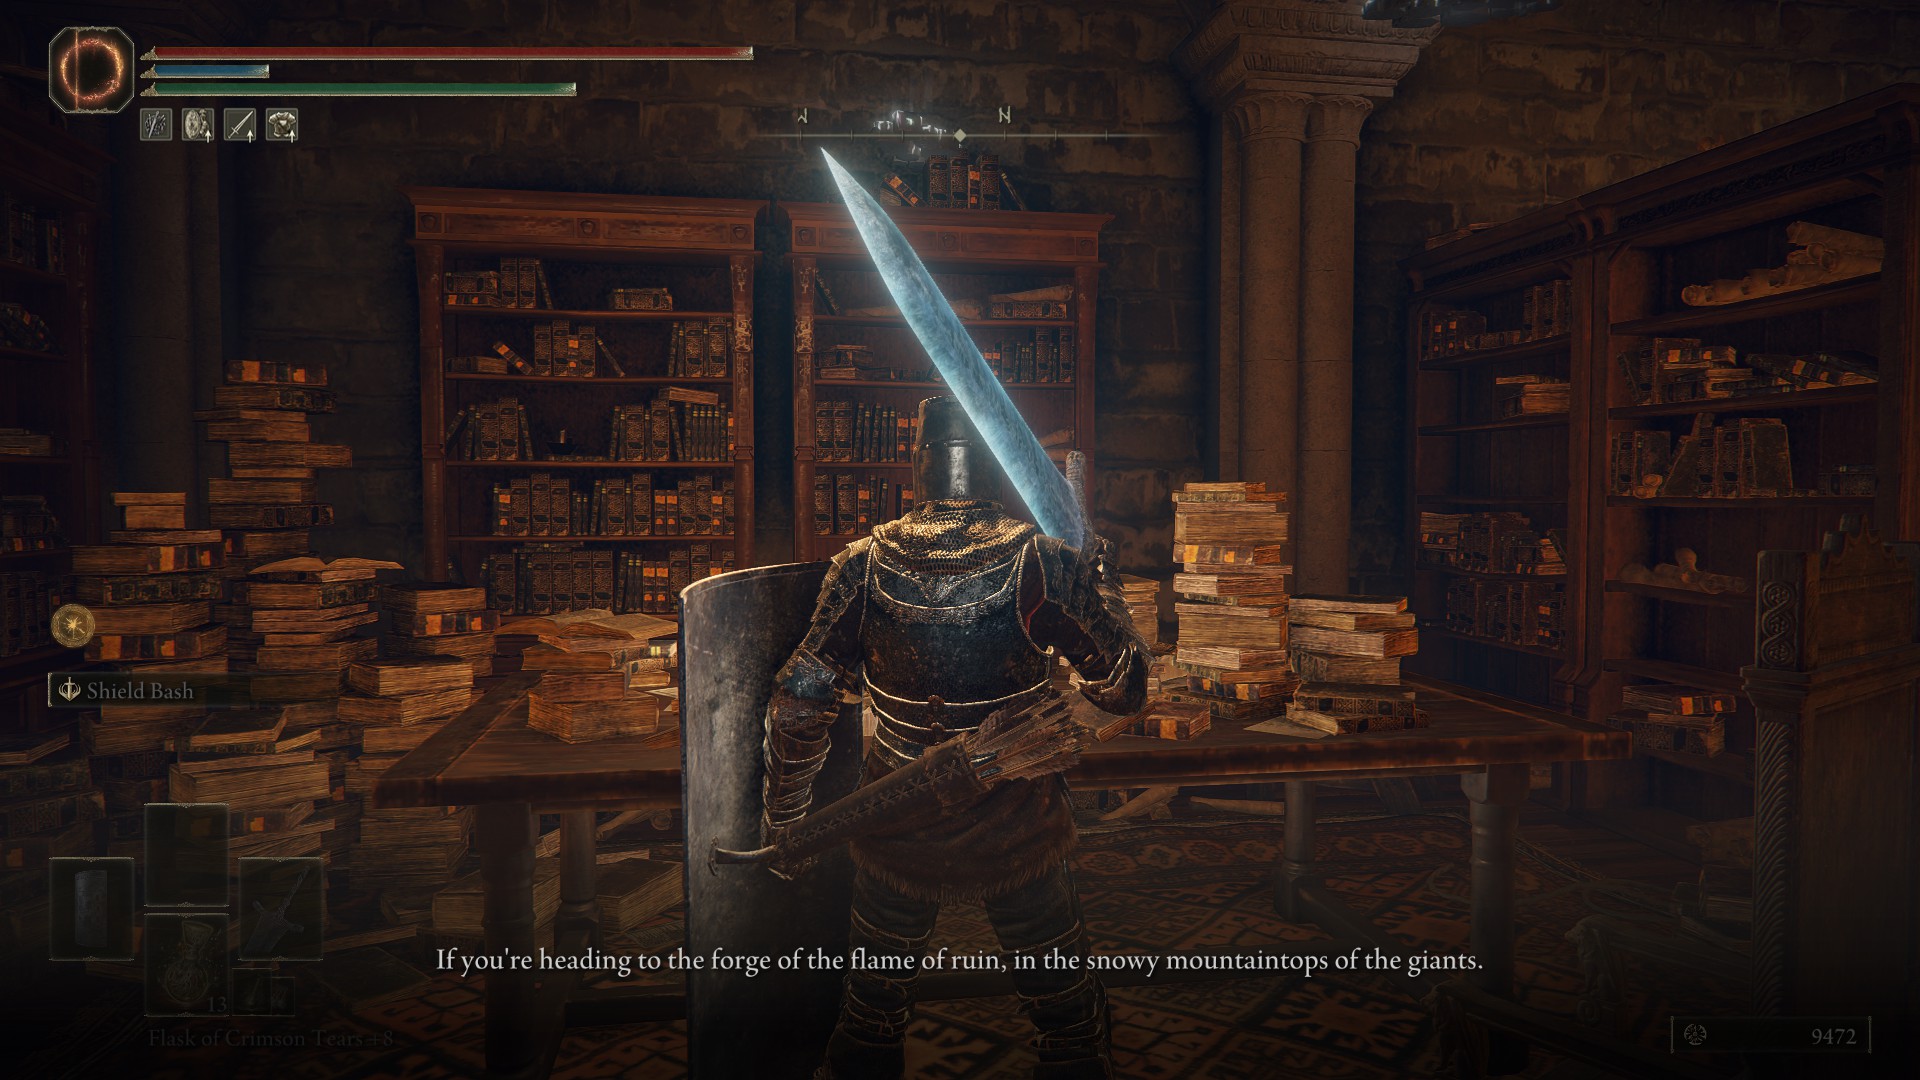 W
N
Shield Bash
If you're heading to the forge of the flame of ruin, in the snowy mountaintops of the giants.
13
Flask of Crimson Tears +8
9472